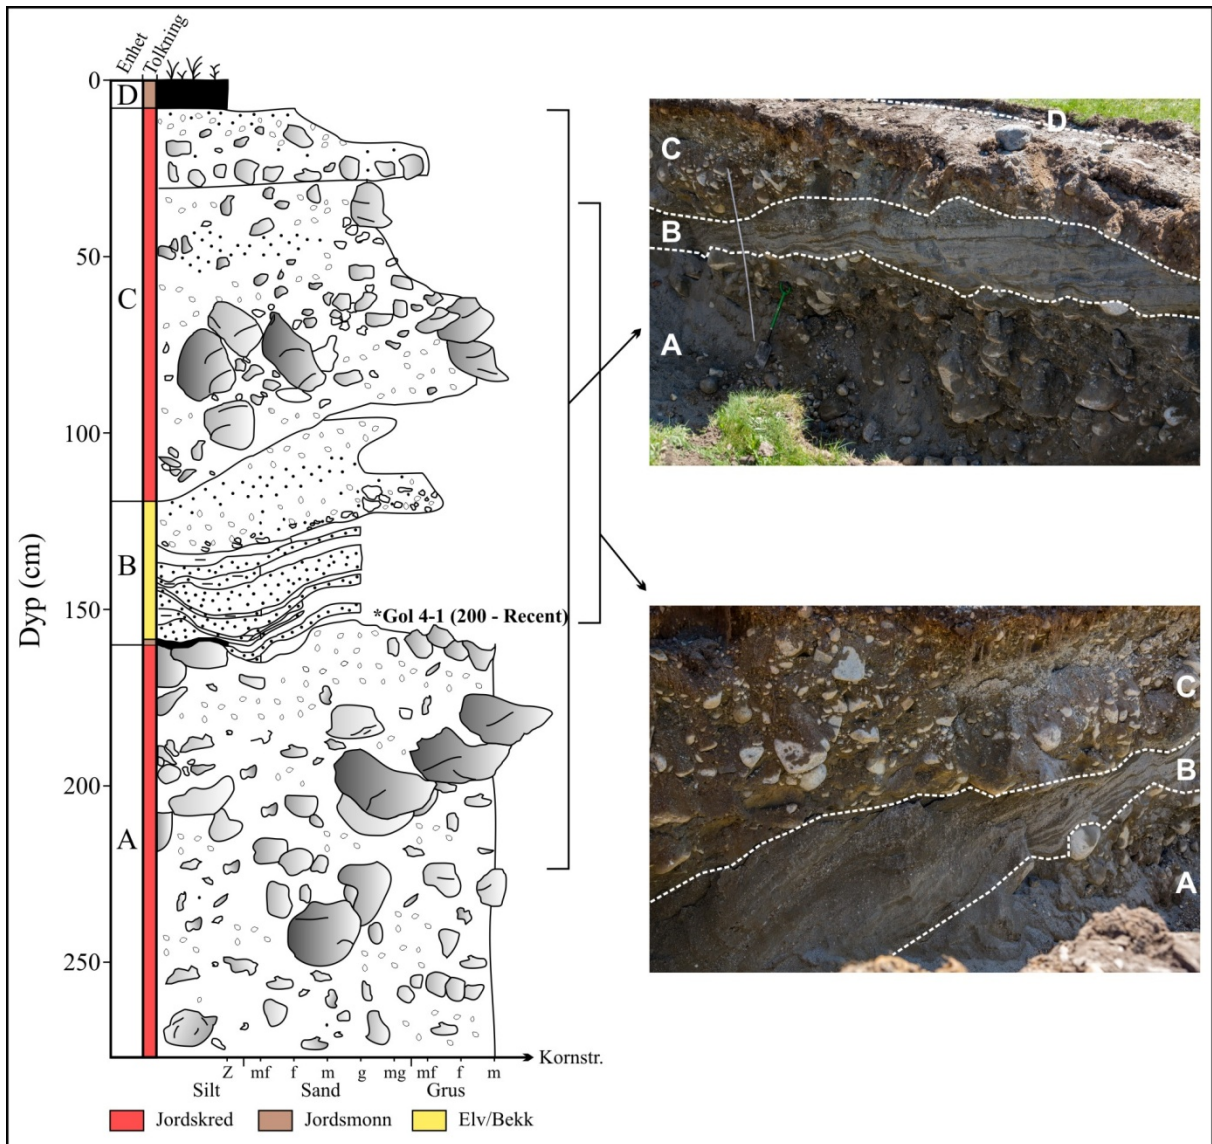 Enhet
Tolkning
Dyp (cm)
0
50
100
150
200
250
D
C
B
A
*Gol 4-1 (200 - Recent)
Z mf f m g mg mf f m
Kornstr.
Silt Sand Grus
Jordskred Jordsmonn Elv/Bekk
C
D
B
A
C
B
A